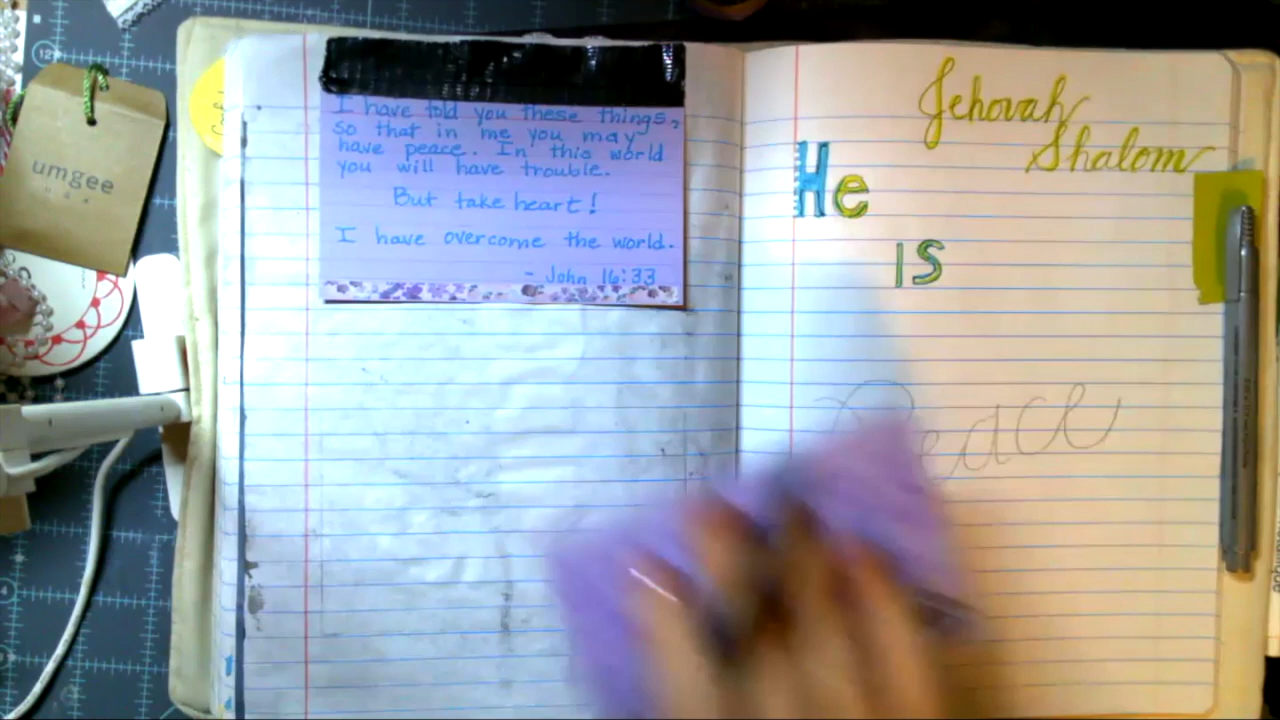 umgee
I have told you these things,
so that in me you may
have peace. In this world
you will have trouble.
But take heart!
I have overcome the world.
- John 16:33
Jehovah
Shalom
He
is
Peace